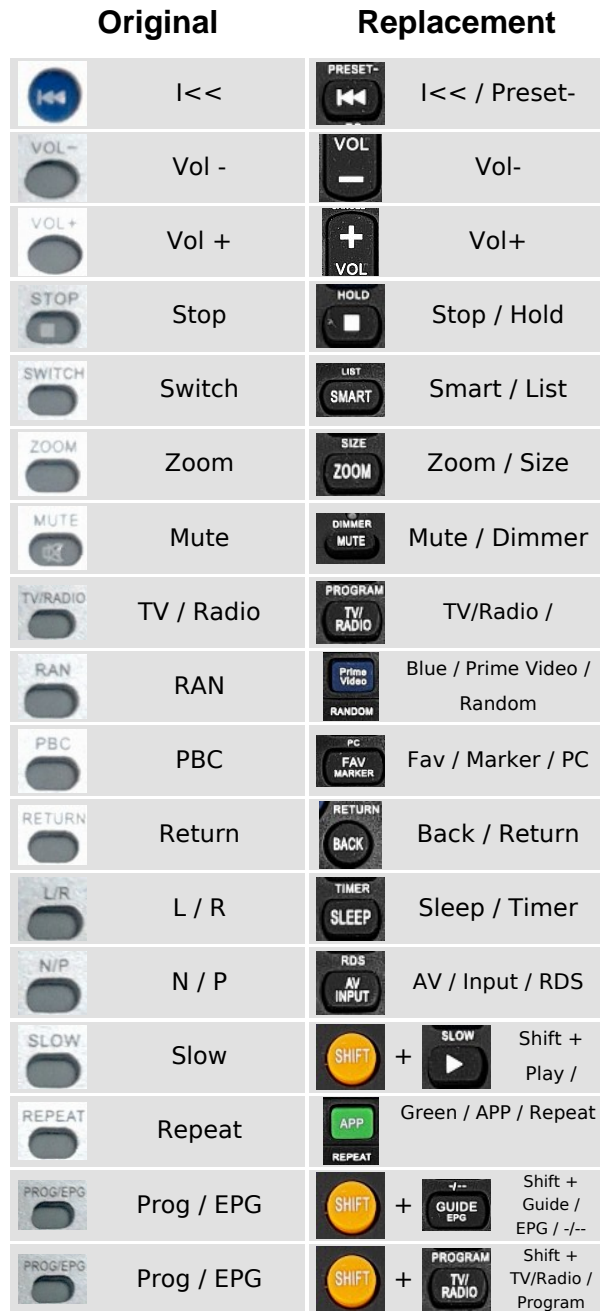 Original Replacement
I<< PRESET- I<< / Preset-
VOL- Vol - VOL Vol-
VOL+ Vol + VOL Vol+
STOP Stop HOLD Stop / Hold
SWITCH Switch LIST SMART Smart / List
ZOOM Zoom SIZE ZOOM Zoom / Size
MUTE Mute DIMMER MUTE Mute / Dimmer
TV/RADIO TV / Radio PROGRAM TV/ RADIO TV/Radio /
RAN RAN Prime Video RANDOM Blue / Prime Video /
Random
PBC PBC PC FAV MARKER Fav / Marker / PC
RETURN Return RETURN BACK Back / Return
L/R L / R TIMER SLEEP Sleep / Timer
N/P N / P RDS AV INPUT AV / Input / RDS
SLOW Slow SHIFT + SLOW Shift +
Play /
REPEAT Repeat APP REPEAT Green / APP / Repeat
PROG/EPG Prog / EPG SHIFT + -/-- GUIDE EPG Shift +
Guide /
EPG / -/--
PROG/EPG Prog / EPG SHIFT + PROGRAM TV/ RADIO Shift +
TV/Radio /
Program